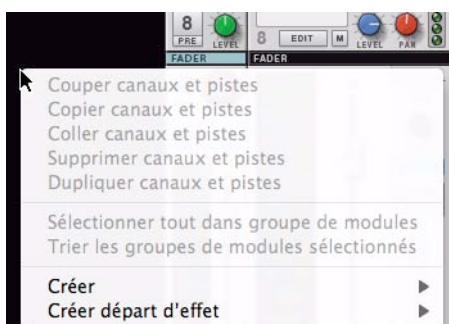 8
PRE LEVEL 8 EDIT M LEVEL PAN
FADER FADER
Couper canaux et pistes
Copier canaux et pistes
Coller canaux et pistes
Supprimer canaux et pistes
Dupliquer canaux et pistes
Sélectionner tout dans groupe de modules
Trier les groupes de modules sélectionnés
Créer
Créer départ d'effet